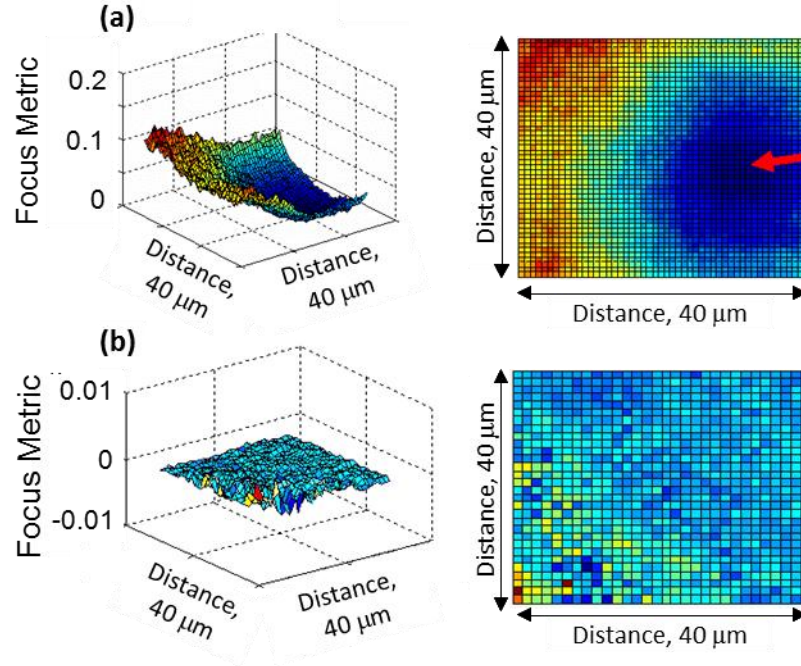 (a)
Focus Metric
0.2
0.1
0
Distance,
40 μm
Distance,
40 μm
Distance, 40 μm
Distance, 40 μm
(b)
Focus Metric
0.01
0
-0.01
Distance,
40 μm
Distance,
40 μm
Distance, 40 μm
Distance, 40 μm